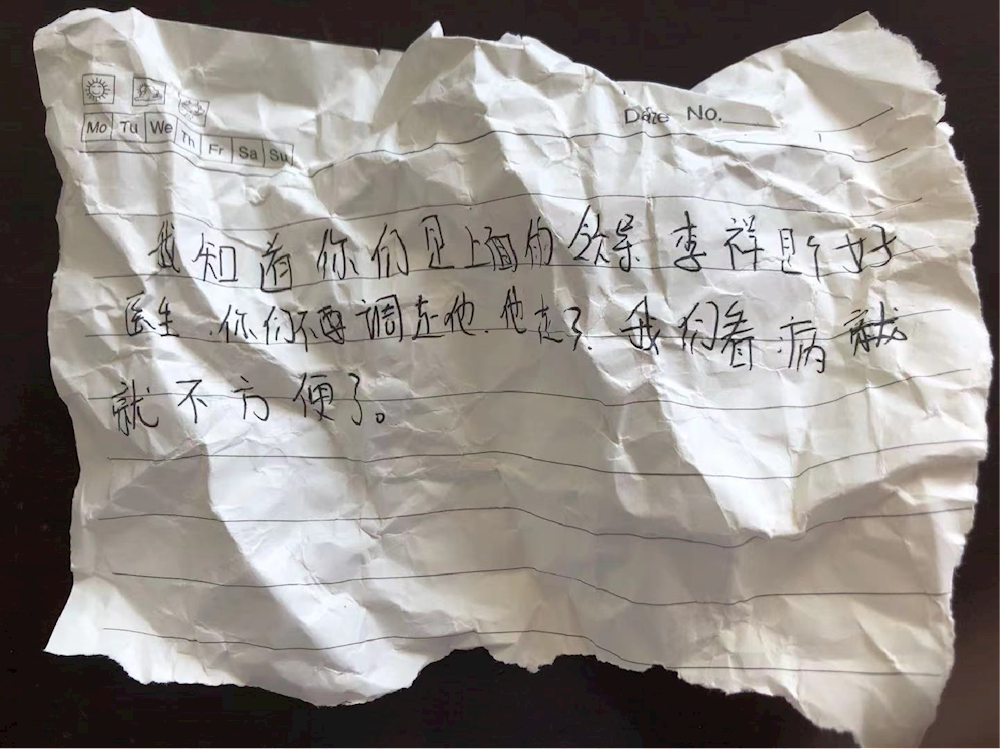 Date No.
Mo Tu We Th Fr Sa Su
我知道你们是上面的领导 李祥是个好
医生.你们不要调走他.他走了.我们看病
就不方便了。